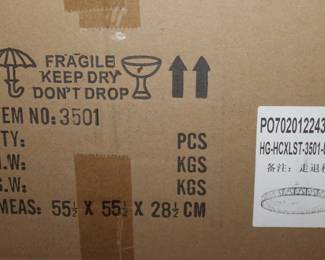 FRAGILE
KEEP DRY
DON'T DROP
EM NO: 3501
TY: PCS
.W.: KGS
G.W.: KGS
MEAS: 55½ X 55½ X 28½ CM
PO702012243
HG-HCXLST-3501-
备注：走退税